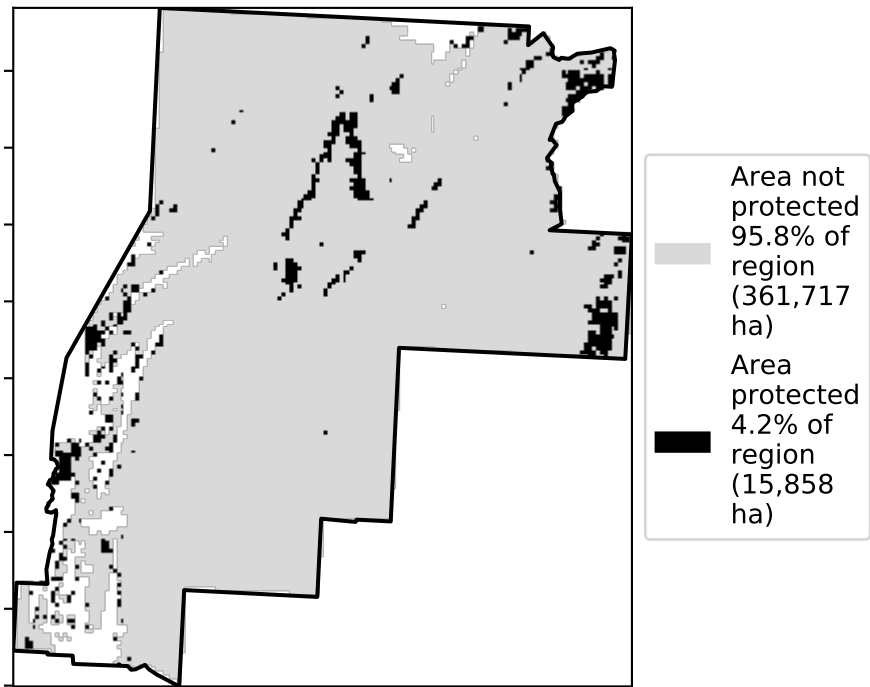 Area not
protected
95.8% of
region
(361,717
ha)
Area
protected
4.2% of
region
(15,858
ha)